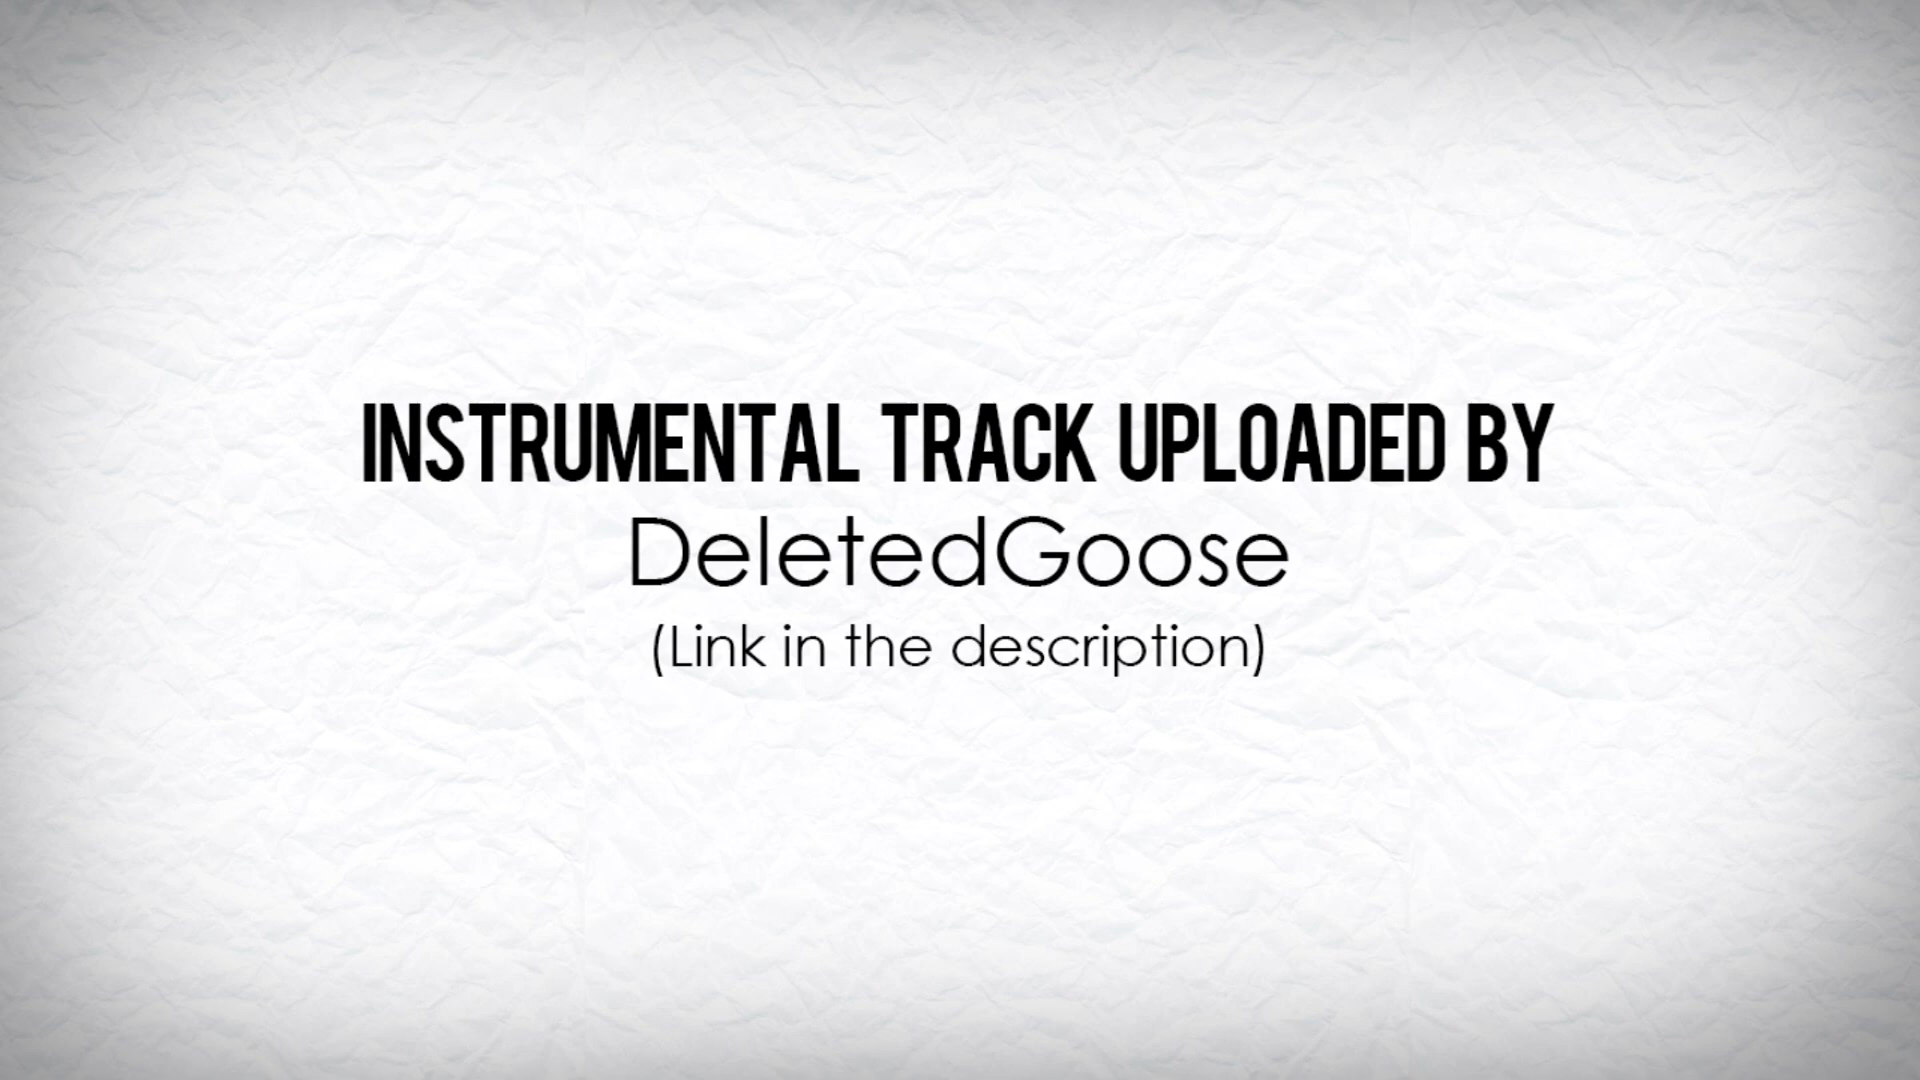 INSTRUMENTAL TRACK UPLOADED BY
DeletedGoose
(Link in the description)